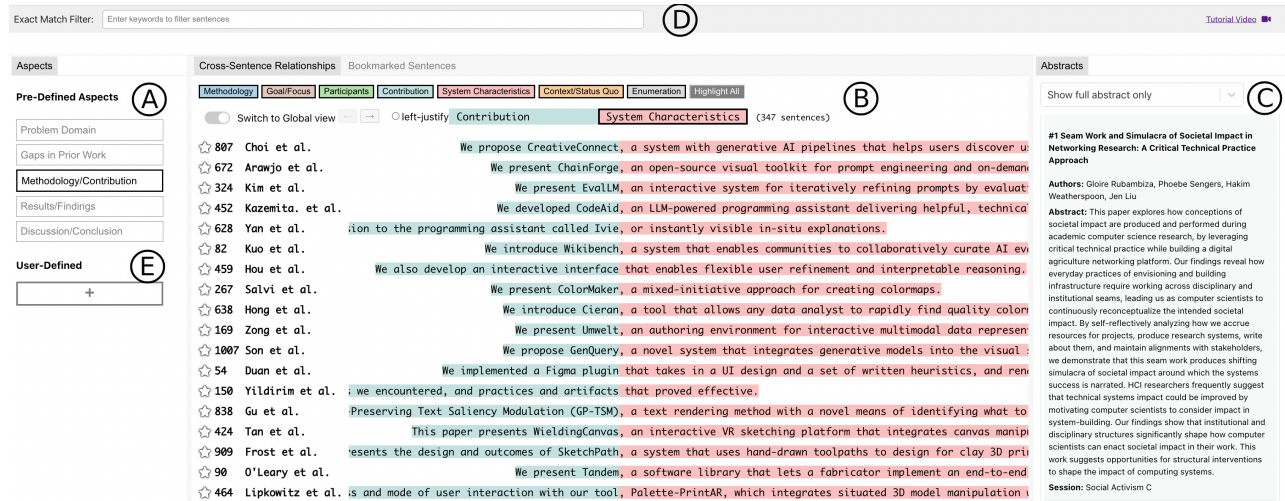 Exact Match Filter:
Enter keywords to filter sentences
D
Tutorial Video
Aspects
Pre-Defined Aspects
A
Problem Domain
Gaps in Prior Work
Methodology/Contribution
Results/Findings
Discussion/Conclusion
User-Defined
E
+
Cross-Sentence Relationships
Bookmarked Sentences
Methodology Goal/Focus Participants Contribution System Characteristics Context/Status Quo Enumeration Highlight All
B
Switch to Global view ← → left-justify Contribution System Characteristics (347 sentences)
807 Choi et al. We propose CreativeConnect, a system with generative AI pipelines that helps users discover u
672 Arawjo et al. We present ChainForge, an open-source visual toolkit for prompt engineering and on-deman
324 Kim et al. We present EvalLM, an interactive system for iteratively refining prompts by evaluat
452 Kazemita. et al. We developed CodeAid, an LLM-powered programming assistant delivering helpful, technica
628 Yan et al. ion to the programming assistant called Ivie, or instantly visible in-situ explanations.
82 Kuo et al. We introduce Wikibench, a system that enables communities to collaboratively curate AI ev
459 Hou et al. We also develop an interactive interface that enables flexible user refinement and interpretable reasoning.
267 Salvi et al. We present ColorMaker, a mixed-initiative approach for creating colormaps.
638 Hong et al. We introduce Cieran, a tool that allows any data analyst to rapidly find quality color
169 Zong et al. We present Umwelt, an authoring environment for interactive multimodal data represen
1007 Son et al. We propose GenQuery, a novel system that integrates generative models into the visual
54 Duan et al. We implemented a Figma plugin that takes in a UI design and a set of written heuristics, and ren
150 Yildirim et al. we encountered, and practices and artifacts that proved effective.
838 Gu et al. Preserving Text Saliency Modulation (GP-TSM), a text rendering method with a novel means of identifying what to
424 Tan et al. This paper presents WieldingCanvas, an interactive VR sketching platform that integrates canvas manipu
909 Frost et al. esents the design and outcomes of SketchPath, a system that uses hand-drawn toolpaths to design for clay 3D pri
90 O'Leary et al. We present Tandem, a software library that lets a fabricator implement an end-to-end
464 Lipkowitz et al. s and mode of user interaction with our tool, Palette-PrintAR, which integrates situated 3D model manipulation
Abstracts
Show full abstract only
C
#1 Seam Work and Simulacra of Societal Impact in
Networking Research: A Critical Technical Practice
Approach
Authors: Gloire Rubambiza, Phoebe Sengers, Hakim
Weatherspoon, Jen Liu
Abstract: This paper explores how conceptions of
societal impact are produced and performed during
academic computer science research, by leveraging
critical technical practice while building a digital
agriculture networking platform. Our findings reveal how
everyday practices of envisioning and building
infrastructure require working across disciplinary and
institutional seams, leading us as computer scientists to
continuously reconceptualize the intended societal
impact. By self-reflectively analyzing how we accrue
resources for projects, produce research systems, write
about them, and maintain alignments with stakeholders,
we demonstrate that this seam work produces shifting
simulacra of societal impact around which the systems
success is narrated. HCI researchers frequently suggest
that technical systems impact could be improved by
motivating computer scientists to consider impact in
system-building. Our findings show that institutional and
disciplinary structures significantly shape how computer
scientists can enact societal impact in their work. This
work suggests opportunities for structural interventions
to shape the impact of computing systems.
Session: Social Activism C